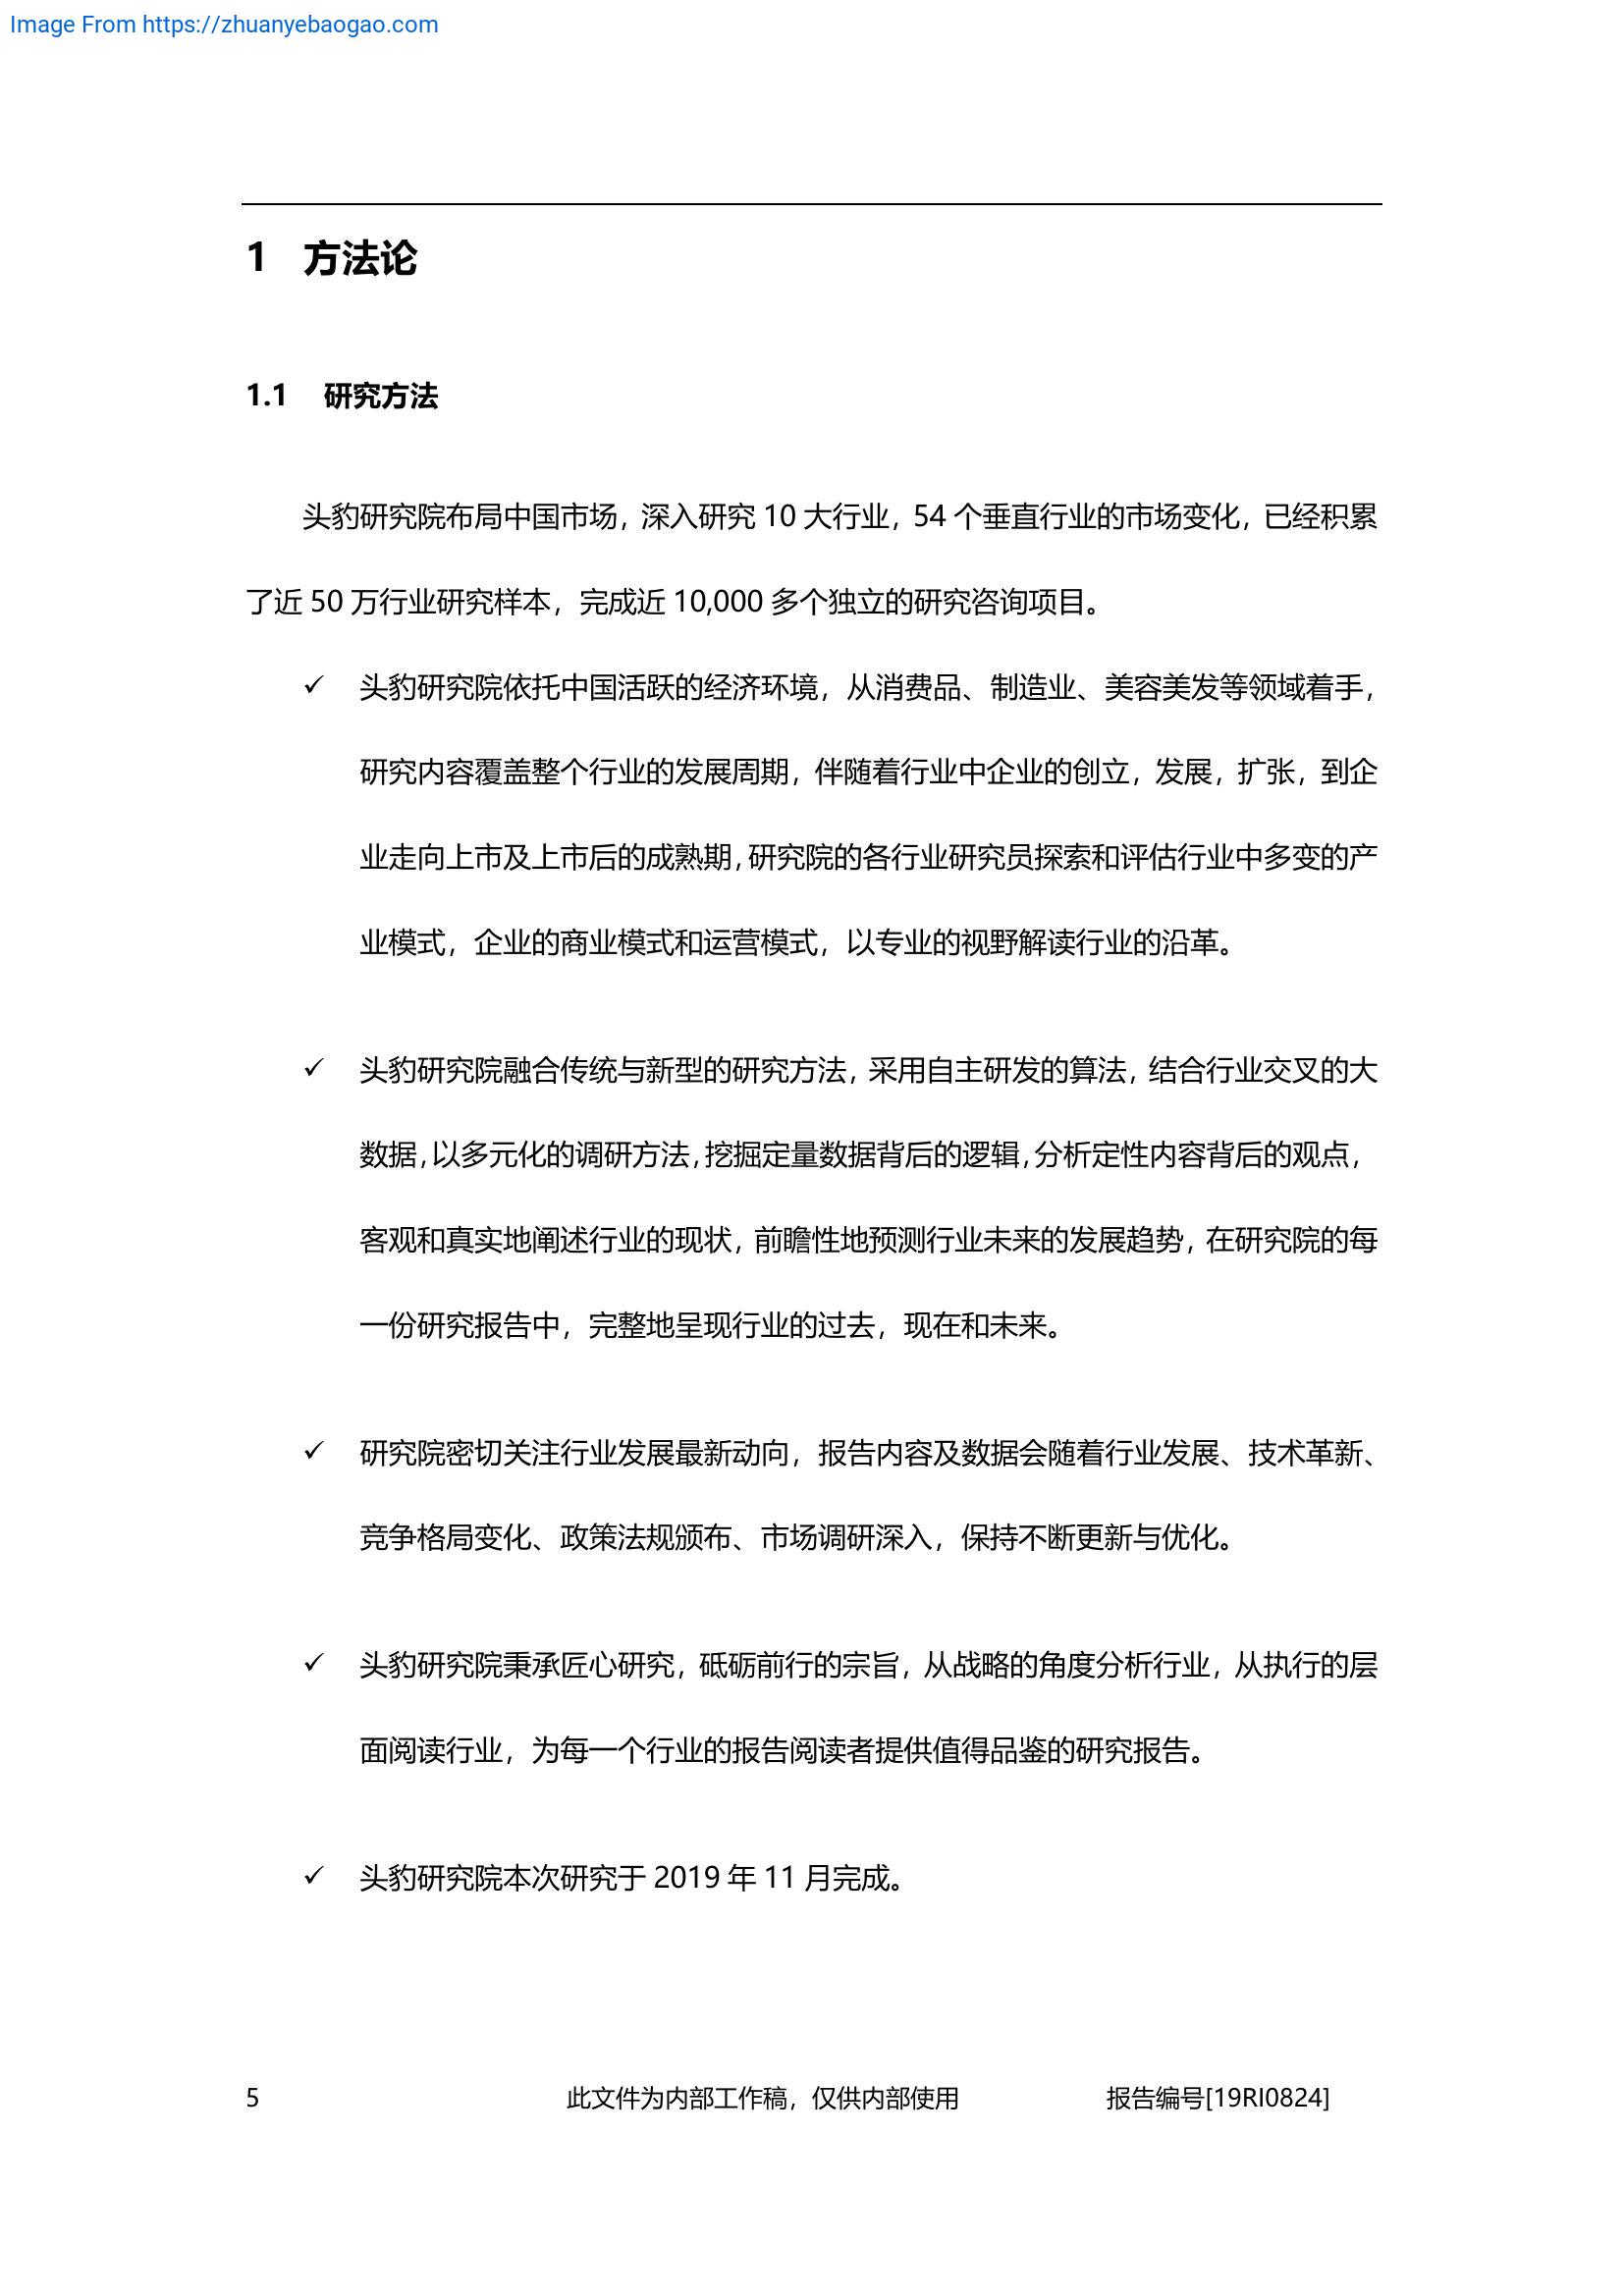 Image From https://zhuanyebaogao.com
1 方法论
1.1 研究方法
头豹研究院布局中国市场，深入研究 10 大行业，54 个垂直行业的市场变化，已经积累
了近 50 万行业研究样本，完成近 10,000 多个独立的研究咨询项目。
✓ 头豹研究院依托中国活跃的经济环境，从消费品、制造业、美容美发等领域着手，
研究内容覆盖整个行业的发展周期，伴随着行业中企业的创立，发展，扩张，到企
业走向上市及上市后的成熟期，研究院的各行业研究员探索和评估行业中多变的产
业模式，企业的商业模式和运营模式，以专业的视野解读行业的沿革。
✓ 头豹研究院融合传统与新型的研究方法，采用自主研发的算法，结合行业交叉的大
数据，以多元化的调研方法，挖掘定量数据背后的逻辑，分析定性内容背后的观点，
客观和真实地阐述行业的现状，前瞻性地预测行业未来的发展趋势，在研究院的每
一份研究报告中，完整地呈现行业的过去，现在和未来。
✓ 研究院密切关注行业发展最新动向，报告内容及数据会随着行业发展、技术革新、
竞争格局变化、政策法规颁布、市场调研深入，保持不断更新与优化。
✓ 头豹研究院秉承匠心研究，砥砺前行的宗旨，从战略的角度分析行业，从执行的层
面阅读行业，为每一个行业的报告阅读者提供值得品鉴的研究报告。
✓ 头豹研究院本次研究于 2019 年 11 月完成。
5 此文件为内部工作稿，仅供内部使用 报告编号[19RI0824]